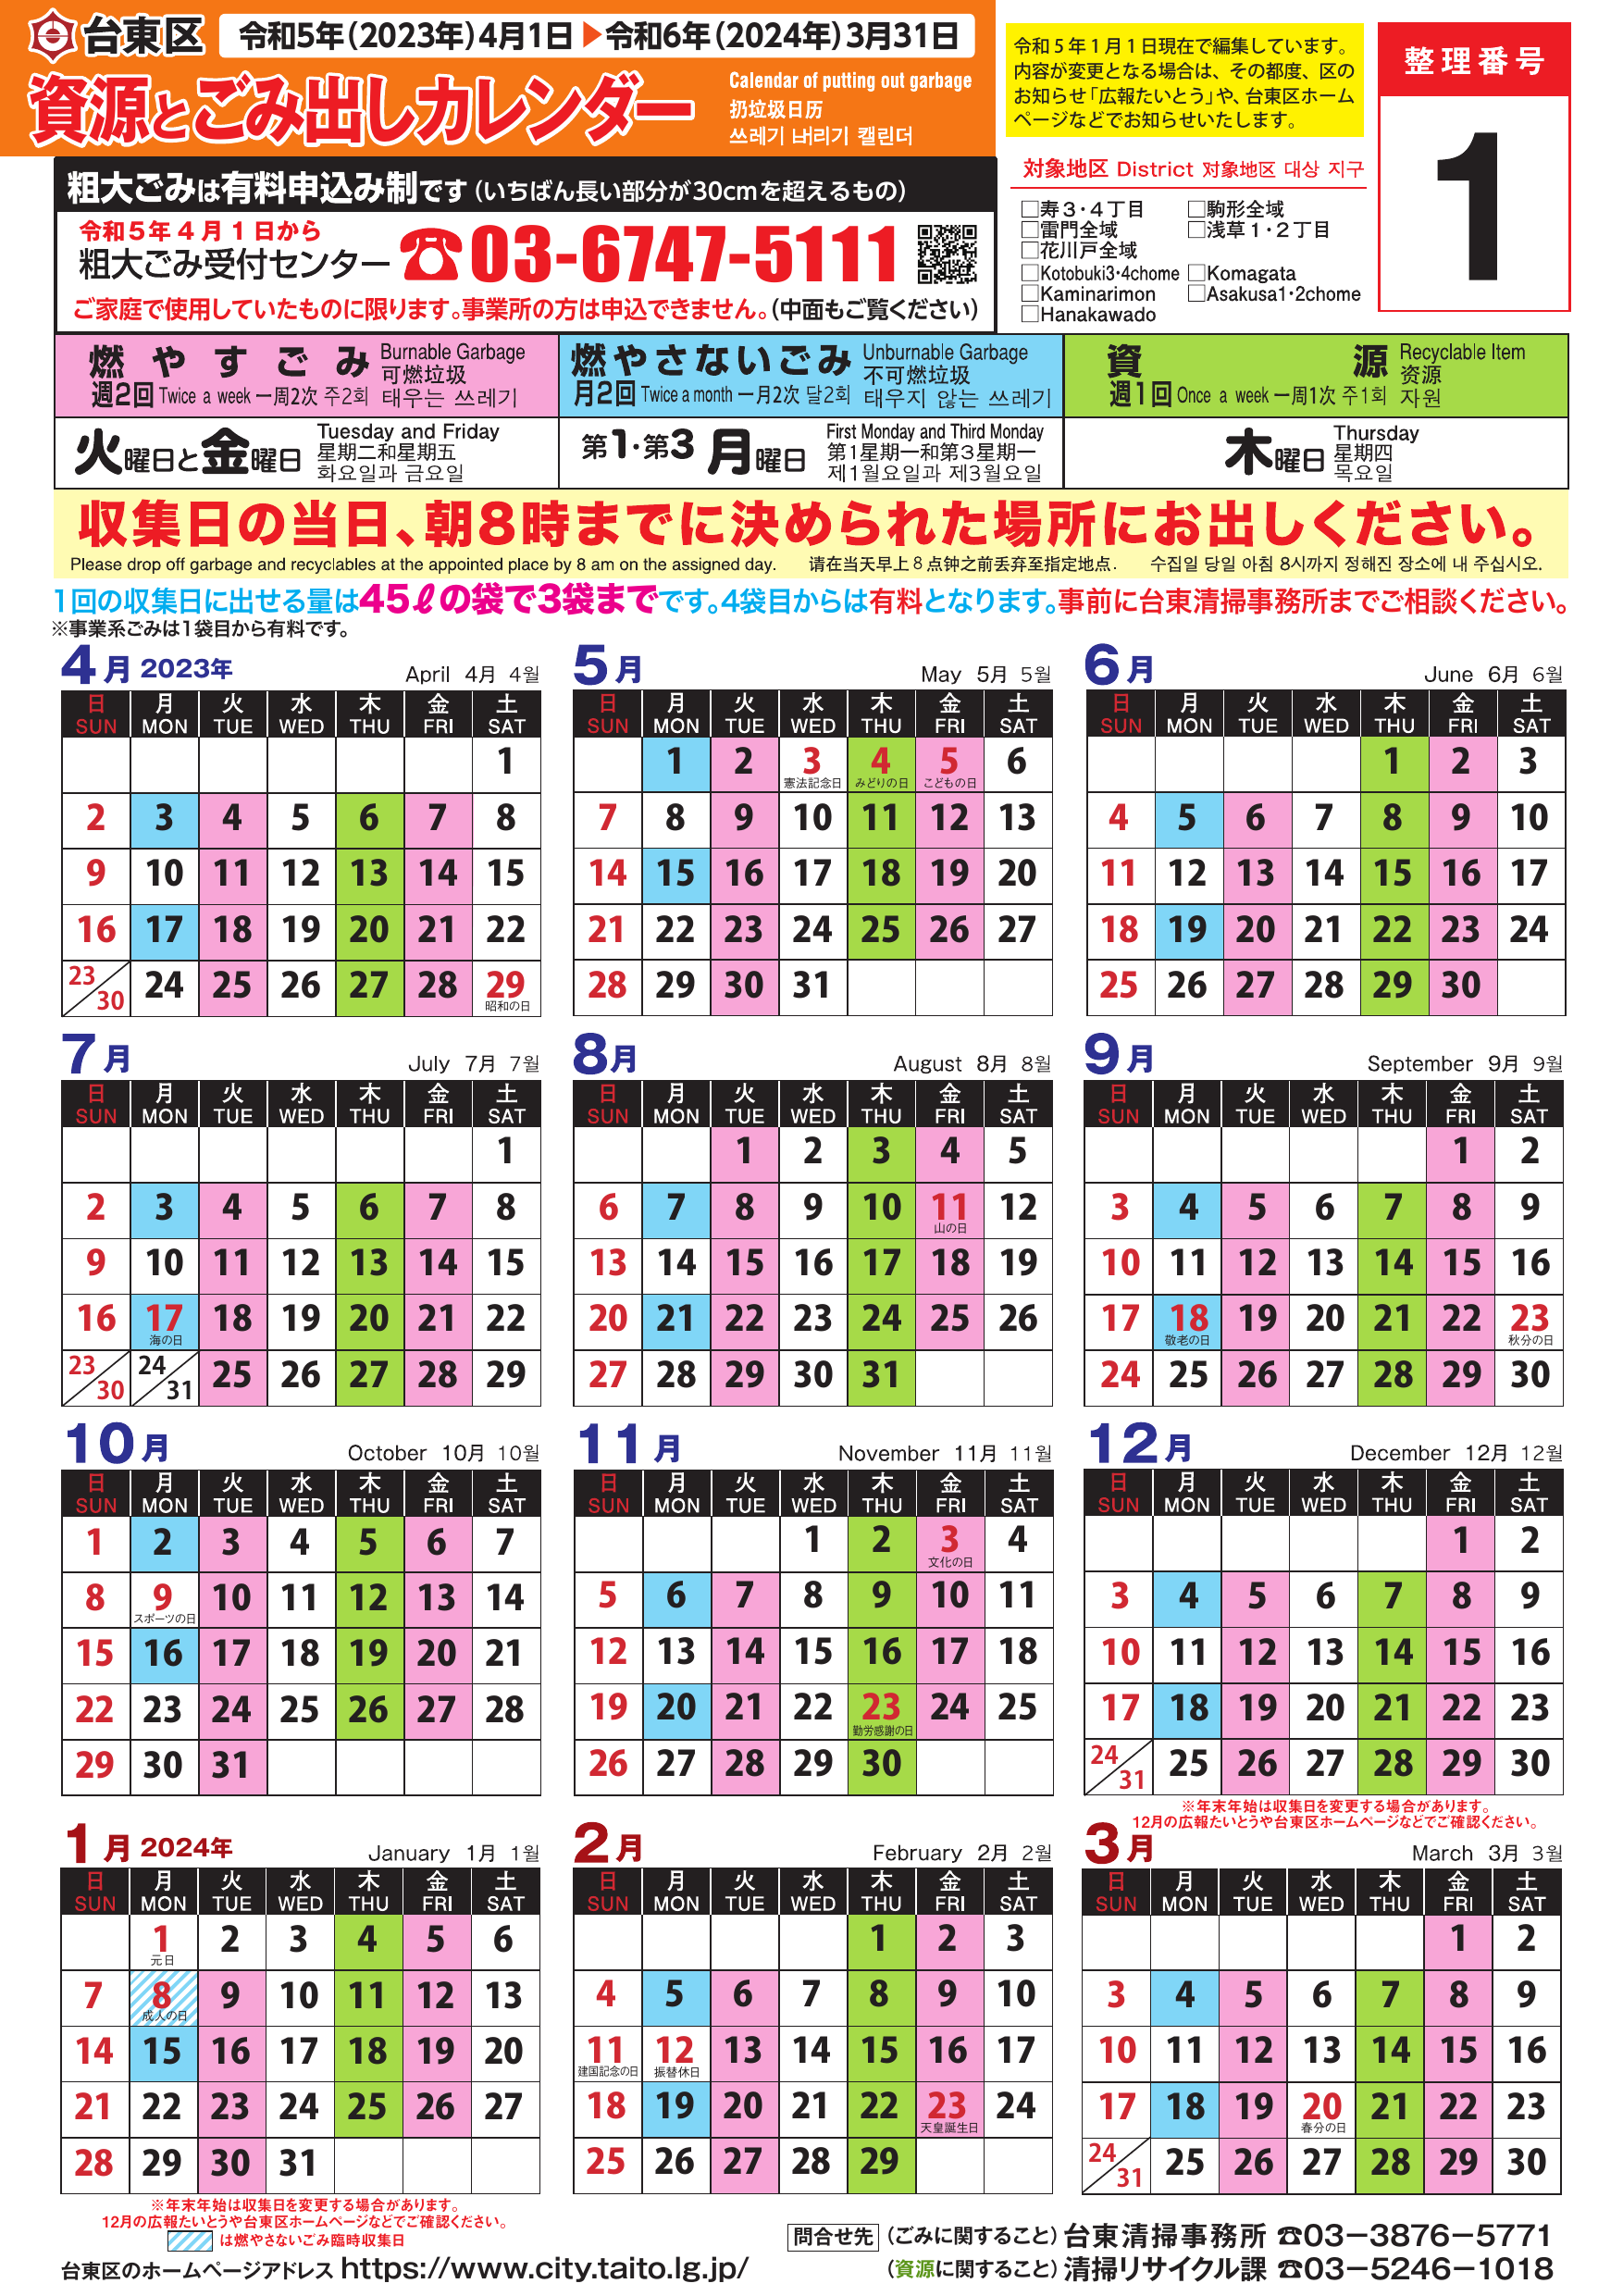 台東区 令和5年(2023年)4月1日▶令和6年(2024年)3月31日
資源とごみ出しカレンダー
Calendar of putting out garbage
扔垃圾日历
쓰레기 버리기 캘린더
令和5年1月1日現在で編集しています。
内容が変更となる場合は、その都度、区の
お知らせ「広報たいとう」や、台東区ホーム
ページなどでお知らせいたします。
整理番号
1
対象地区 District 对象地区 대상 지구
□寿3・4丁目 □駒形全域
□雷門全域 □浅草1・2丁目
□花川戸全域
□Kotobuki3・4chome □Komagata
□Kaminarimon □Asakusa1・2chome
□Hanakawado
粗大ごみは有料申込み制です(いちばん長い部分が30cmを超えるもの)
令和5年4月1日から
粗大ごみ受付センター ☎03-6747-5111
ご家庭で使用していたものに限ります。事業所の方は申込できません。(中面もご覧ください)
燃やすごみ Burnable Garbage
可燃垃圾
週2回 Twice a week 一周2次 주2회 태우는 쓰레기
火曜日と金曜日 Tuesday and Friday
星期二和星期五
화요일과 금요일
燃やさないごみ Unburnable Garbage
不可燃垃圾
月2回 Twice a month 一月2次 달2회 태우지 않는 쓰레기
第1・第3月曜日 First Monday and Third Monday
第1星期一和第3星期一
제1월요일과 제3월요일
資源 Recyclable Item
资源
週1回 Once a week 一周1次 주1회 자원
木曜日 Thursday
星期四
목요일
収集日の当日、朝8時までに決められた場所にお出しください。
Please drop off garbage and recyclables at the appointed place by 8 am on the assigned day. 请在当天早上8点钟之前丢弃至指定地点. 수집일 당일 아침 8시까지 정해진 장소에 내 주십시오.
1回の収集日に出せる量は45ℓの袋で3袋までです。4袋目からは有料となります。事前に台東清掃事務所までご相談ください。
※事業系ごみは1袋目から有料です。
4月 2023年 April 4月 4월
日 月 火 水 木 金 土
SUN MON TUE WED THU FRI SAT
1
2 3 4 5 6 7 8
9 10 11 12 13 14 15
16 17 18 19 20 21 22
23/30 24 25 26 27 28 29
昭和の日
5月 May 5月 5월
日 月 火 水 木 金 土
SUN MON TUE WED THU FRI SAT
1 2 3 4 5 6
憲法記念日 みどりの日 こどもの日
7 8 9 10 11 12 13
14 15 16 17 18 19 20
21 22 23 24 25 26 27
28 29 30 31
6月 June 6月 6월
日 月 火 水 木 金 土
SUN MON TUE WED THU FRI SAT
1 2 3
4 5 6 7 8 9 10
11 12 13 14 15 16 17
18 19 20 21 22 23 24
25 26 27 28 29 30
7月 July 7月 7월
日 月 火 水 木 金 土
SUN MON TUE WED THU FRI SAT
1
2 3 4 5 6 7 8
9 10 11 12 13 14 15
16 17 18 19 20 21 22
海の日
23/30 24/31 25 26 27 28 29
8月 August 8月 8월
日 月 火 水 木 金 土
SUN MON TUE WED THU FRI SAT
1 2 3 4 5
6 7 8 9 10 11 12
山の日
13 14 15 16 17 18 19
20 21 22 23 24 25 26
27 28 29 30 31
9月 September 9月 9월
日 月 火 水 木 金 土
SUN MON TUE WED THU FRI SAT
1 2
3 4 5 6 7 8 9
10 11 12 13 14 15 16
17 18 19 20 21 22 23
敬老の日 秋分の日
24 25 26 27 28 29 30
10月 October 10月 10월
日 月 火 水 木 金 土
SUN MON TUE WED THU FRI SAT
1 2 3 4 5 6 7
8 9 10 11 12 13 14
スポーツの日
15 16 17 18 19 20 21
22 23 24 25 26 27 28
29 30 31
11月 November 11月 11월
日 月 火 水 木 金 土
SUN MON TUE WED THU FRI SAT
1 2 3 4
文化の日
5 6 7 8 9 10 11
12 13 14 15 16 17 18
19 20 21 22 23 24 25
勤労感謝の日
26 27 28 29 30
12月 December 12月 12월
日 月 火 水 木 金 土
SUN MON TUE WED THU FRI SAT
1 2
3 4 5 6 7 8 9
10 11 12 13 14 15 16
17 18 19 20 21 22 23
24/31 25 26 27 28 29 30
※年末年始は収集日を変更する場合があります。
12月の広報たいとうや台東区ホームページなどでご確認ください。
1月 2024年 January 1月 1월
日 月 火 水 木 金 土
SUN MON TUE WED THU FRI SAT
1 2 3 4 5 6
元日
7 8 9 10 11 12 13
成人の日
14 15 16 17 18 19 20
21 22 23 24 25 26 27
28 29 30 31
※年末年始は収集日を変更する場合があります。
12月の広報たいとうや台東区ホームページなどでご確認ください。
は燃やさないごみ臨時収集日
2月 February 2月 2월
日 月 火 水 木 金 土
SUN MON TUE WED THU FRI SAT
1 2 3
4 5 6 7 8 9 10
11 12 13 14 15 16 17
建国記念の日 振替休日
18 19 20 21 22 23 24
天皇誕生日
25 26 27 28 29
3月 March 3月 3월
日 月 火 水 木 金 土
SUN MON TUE WED THU FRI SAT
1 2
3 4 5 6 7 8 9
10 11 12 13 14 15 16
17 18 19 20 21 22 23
春分の日
24/31 25 26 27 28 29 30
問合せ先 (ごみに関すること)台東清掃事務所 ☎03−3876−5771
(資源に関すること)清掃リサイクル課 ☎03−5246−1018
台東区のホームページアドレス https://www.city.taito.lg.jp/